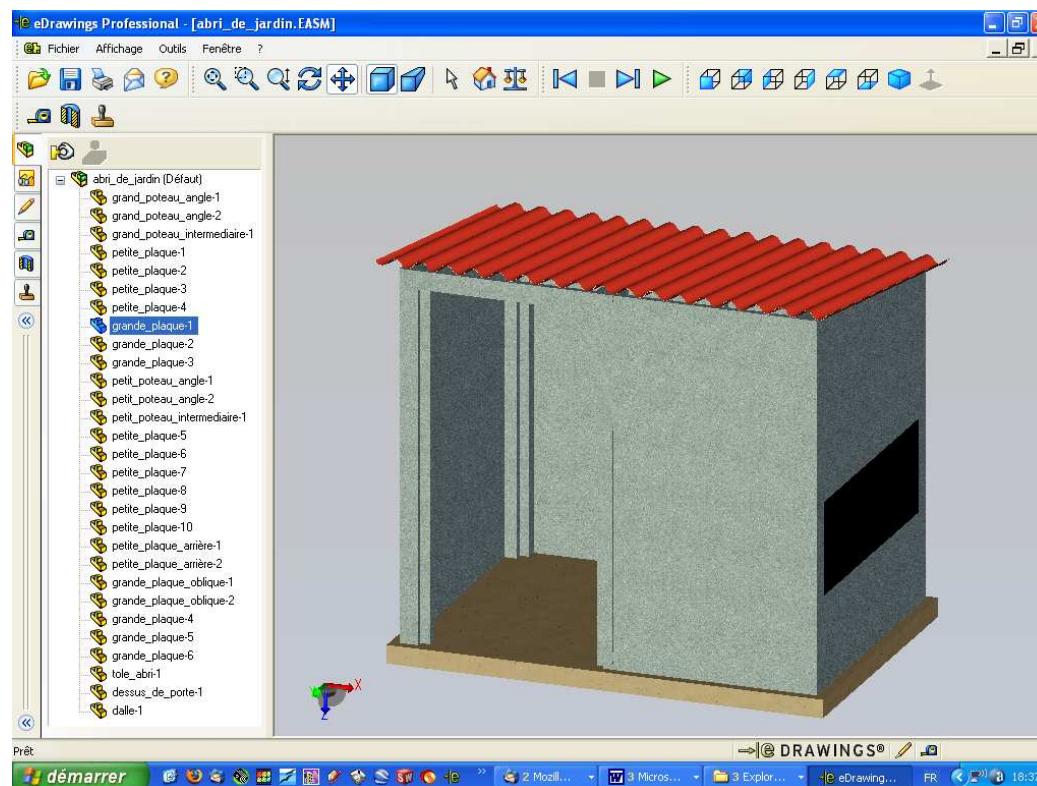 eDrawings Professional - [abri_de_jardin.EASM]
Fichier Affichage Outils Fenêtre ?
abri_de_jardin (Défaut)
grand_poteau_angle-1
grand_poteau_angle-2
grand_poteau_intermediaire-1
petite_plaque-1
petite_plaque-2
petite_plaque-3
petite_plaque-4
grande_plaque-1
grande_plaque-2
grande_plaque-3
petit_poteau_angle-1
petit_poteau_angle-2
petit_poteau_intermediaire-1
petite_plaque-5
petite_plaque-6
petite_plaque-7
petite_plaque-8
petite_plaque-9
petite_plaque-10
petite_plaque_arrière-1
petite_plaque_arrière-2
grande_plaque_oblique-1
grande_plaque_oblique-2
grande_plaque-4
grande_plaque-5
grande_plaque-6
tole_abri-1
dessus_de_porte-1
dalle-1
X
Y
Z
Prêt
e DRAWINGS®
démarrer 2 Mozill... 3 Micros... 3 Explor... eDrawing... FR 18:37